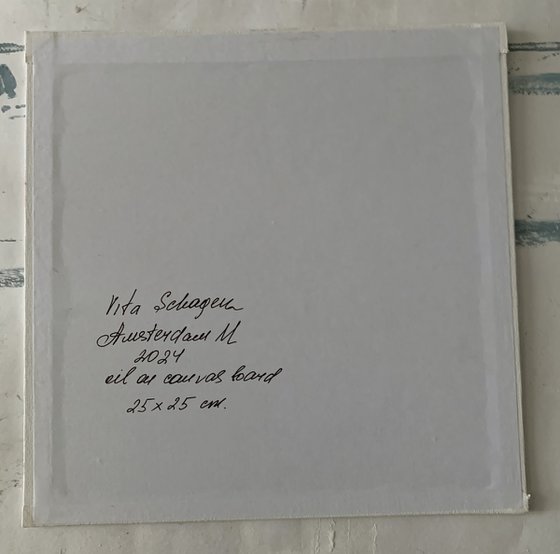 Vita Schagen
Amsterdam M
2024
oil on canvas board
25 x 25 cm.